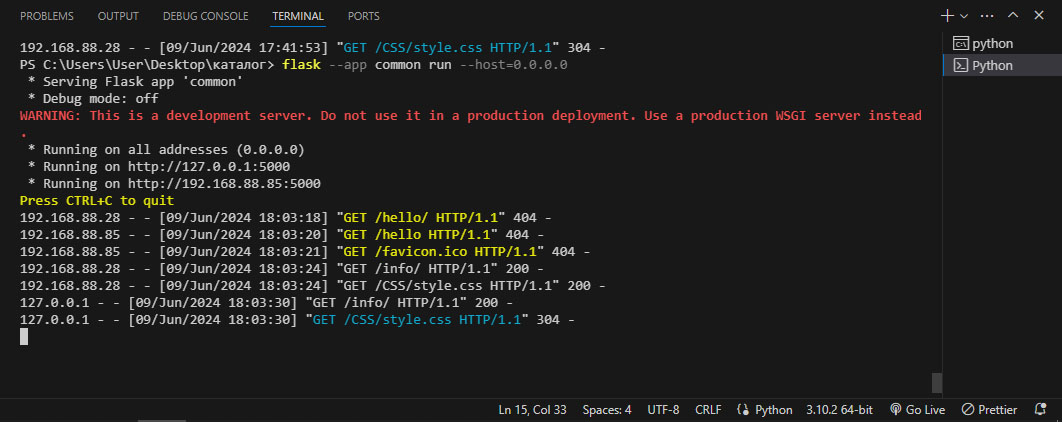 PROBLEMS OUTPUT DEBUG CONSOLE TERMINAL PORTS
192.168.88.28 - - [09/Jun/2024 17:41:53] "GET /CSS/style.css HTTP/1.1" 304 -
PS C:\Users\User\Desktop\каталог> flask --app common run --host=0.0.0.0
* Serving Flask app 'common'
* Debug mode: off
WARNING: This is a development server. Do not use it in a production deployment. Use a production WSGI server instead
.
* Running on all addresses (0.0.0.0)
* Running on http://127.0.0.1:5000
* Running on http://192.168.88.85:5000
Press CTRL+C to quit
192.168.88.28 - - [09/Jun/2024 18:03:18] "GET /hello/ HTTP/1.1" 404 -
192.168.88.85 - - [09/Jun/2024 18:03:20] "GET /hello HTTP/1.1" 404 -
192.168.88.85 - - [09/Jun/2024 18:03:21] "GET /favicon.ico HTTP/1.1" 404 -
192.168.88.28 - - [09/Jun/2024 18:03:24] "GET /info/ HTTP/1.1" 200 -
192.168.88.28 - - [09/Jun/2024 18:03:24] "GET /CSS/style.css HTTP/1.1" 200 -
127.0.0.1 - - [09/Jun/2024 18:03:30] "GET /info/ HTTP/1.1" 200 -
127.0.0.1 - - [09/Jun/2024 18:03:30] "GET /CSS/style.css HTTP/1.1" 304 -
python
Python
Ln 15, Col 33 Spaces: 4 UTF-8 CRLF Python 3.10.2 64-bit Go Live Prettier